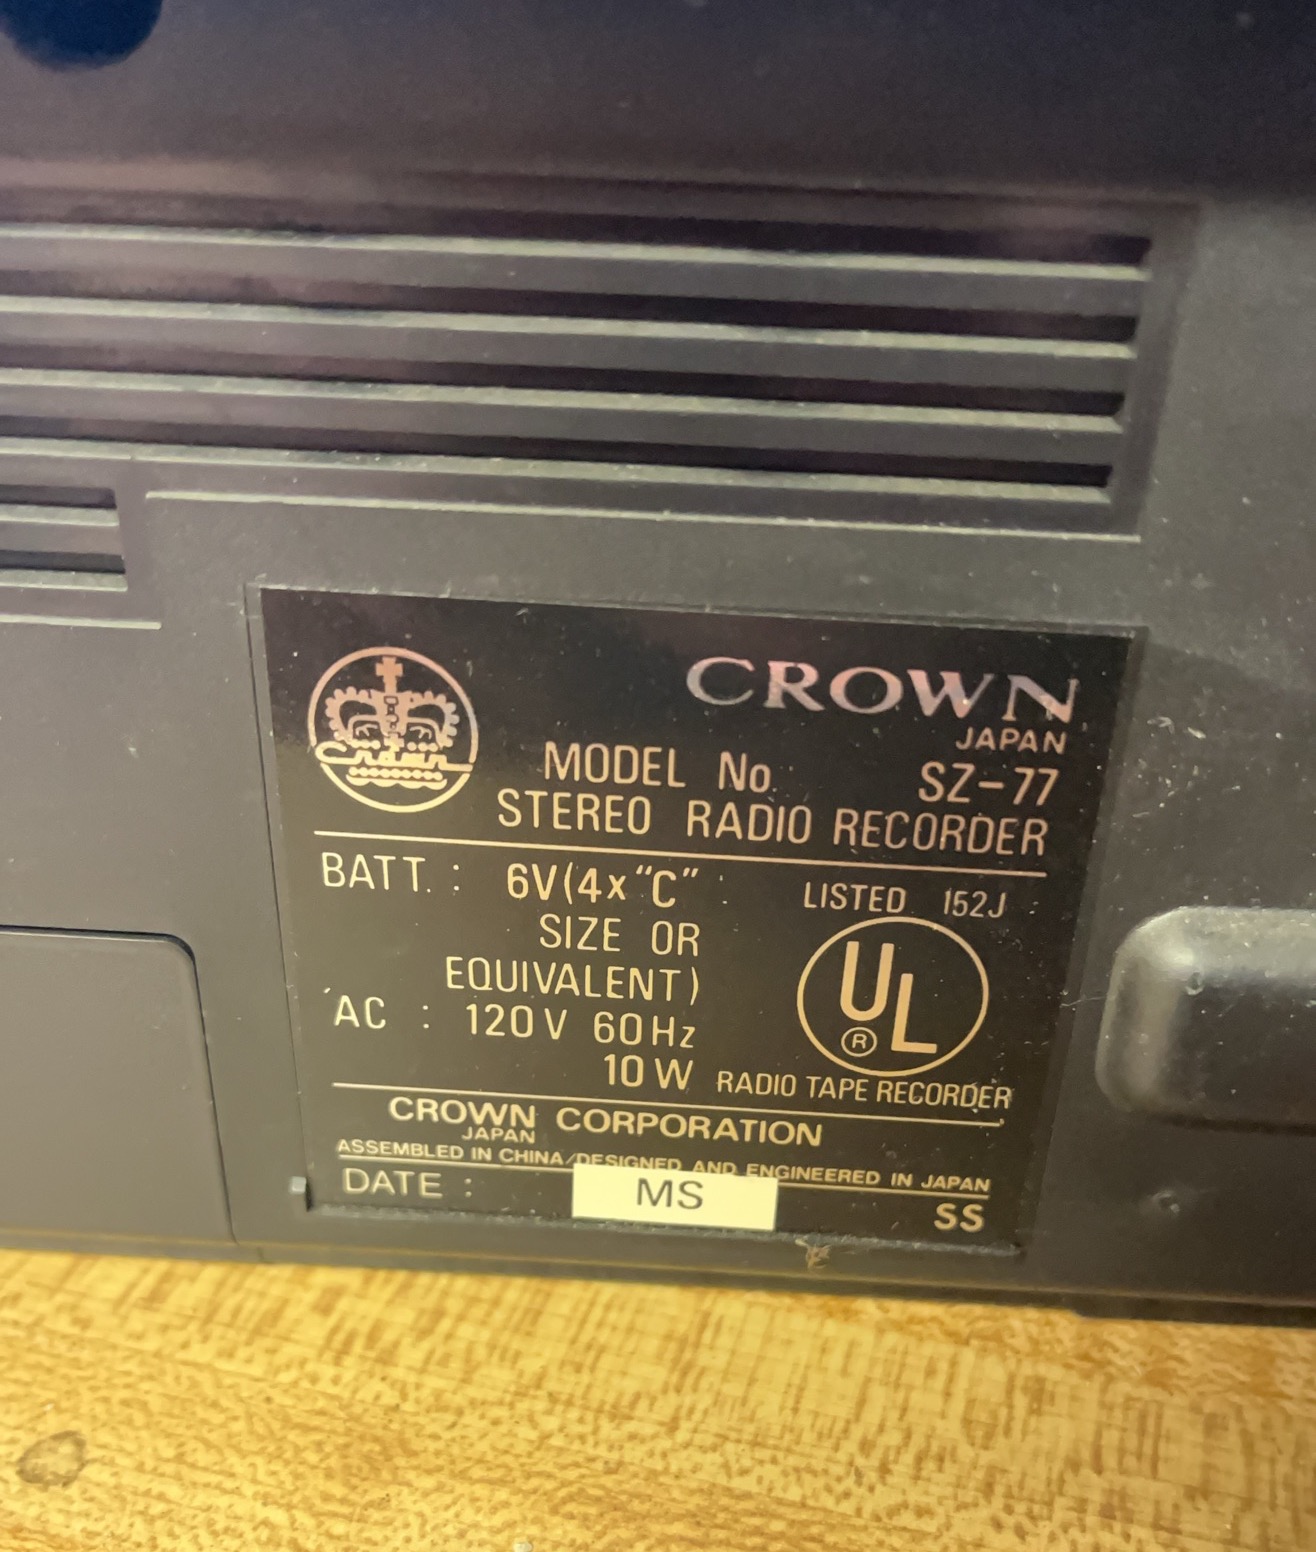 CROWN
JAPAN
Crown
MODEL No. SZ-77
STEREO RADIO RECORDER
BATT. : 6V(4x "C"
SIZE OR
EQUIVALENT)
AC : 120V 60Hz
10W
LISTED 152J
UL
®
RADIO TAPE RECORDER
CROWN CORPORATION
JAPAN
ASSEMBLED IN CHINA/DESIGNED AND ENGINEERED IN JAPAN
DATE : MS SS